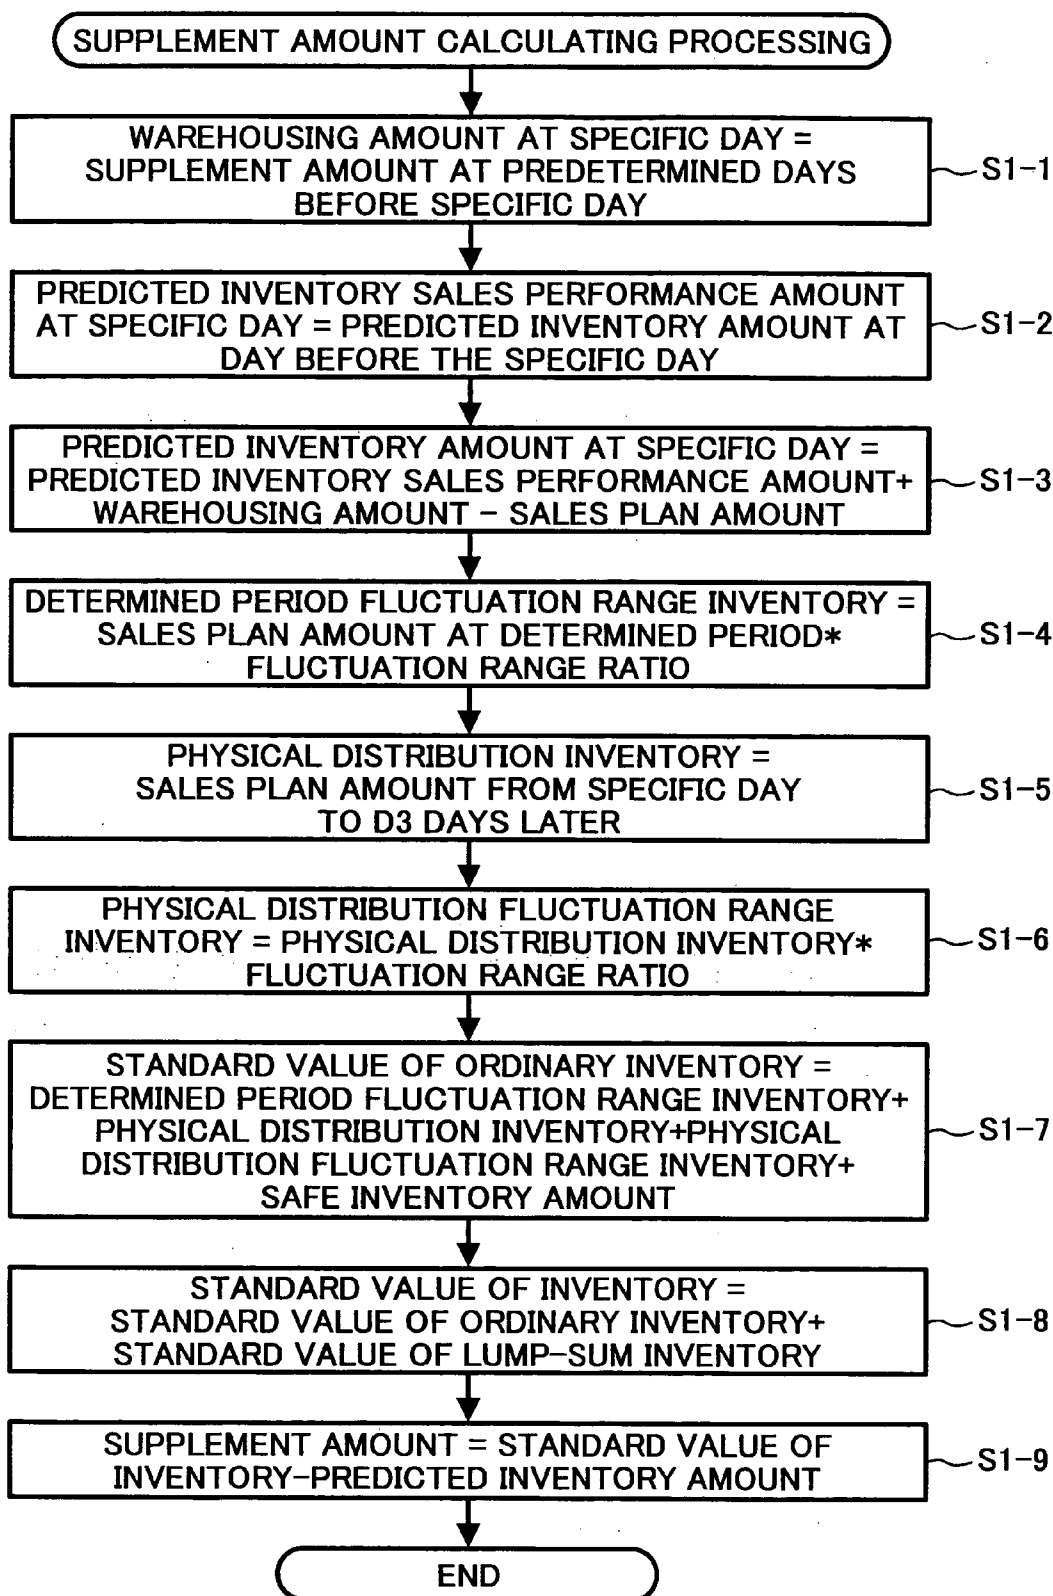 SUPPLEMENT AMOUNT CALCULATING PROCESSING
WAREHOUSING AMOUNT AT SPECIFIC DAY =
SUPPLEMENT AMOUNT AT PREDETERMINED DAYS
BEFORE SPECIFIC DAY
S1-1
PREDICTED INVENTORY SALES PERFORMANCE AMOUNT
AT SPECIFIC DAY = PREDICTED INVENTORY AMOUNT AT
DAY BEFORE THE SPECIFIC DAY
S1-2
PREDICTED INVENTORY AMOUNT AT SPECIFIC DAY =
PREDICTED INVENTORY SALES PERFORMANCE AMOUNT+
WAREHOUSING AMOUNT - SALES PLAN AMOUNT
S1-3
DETERMINED PERIOD FLUCTUATION RANGE INVENTORY =
SALES PLAN AMOUNT AT DETERMINED PERIOD*
FLUCTUATION RANGE RATIO
S1-4
PHYSICAL DISTRIBUTION INVENTORY =
SALES PLAN AMOUNT FROM SPECIFIC DAY
TO D3 DAYS LATER
S1-5
PHYSICAL DISTRIBUTION FLUCTUATION RANGE
INVENTORY = PHYSICAL DISTRIBUTION INVENTORY*
FLUCTUATION RANGE RATIO
S1-6
STANDARD VALUE OF ORDINARY INVENTORY =
DETERMINED PERIOD FLUCTUATION RANGE INVENTORY+
PHYSICAL DISTRIBUTION INVENTORY+PHYSICAL
DISTRIBUTION FLUCTUATION RANGE INVENTORY+
SAFE INVENTORY AMOUNT
S1-7
STANDARD VALUE OF INVENTORY =
STANDARD VALUE OF ORDINARY INVENTORY+
STANDARD VALUE OF LUMP-SUM INVENTORY
S1-8
SUPPLEMENT AMOUNT = STANDARD VALUE OF
INVENTORY-PREDICTED INVENTORY AMOUNT
S1-9
END